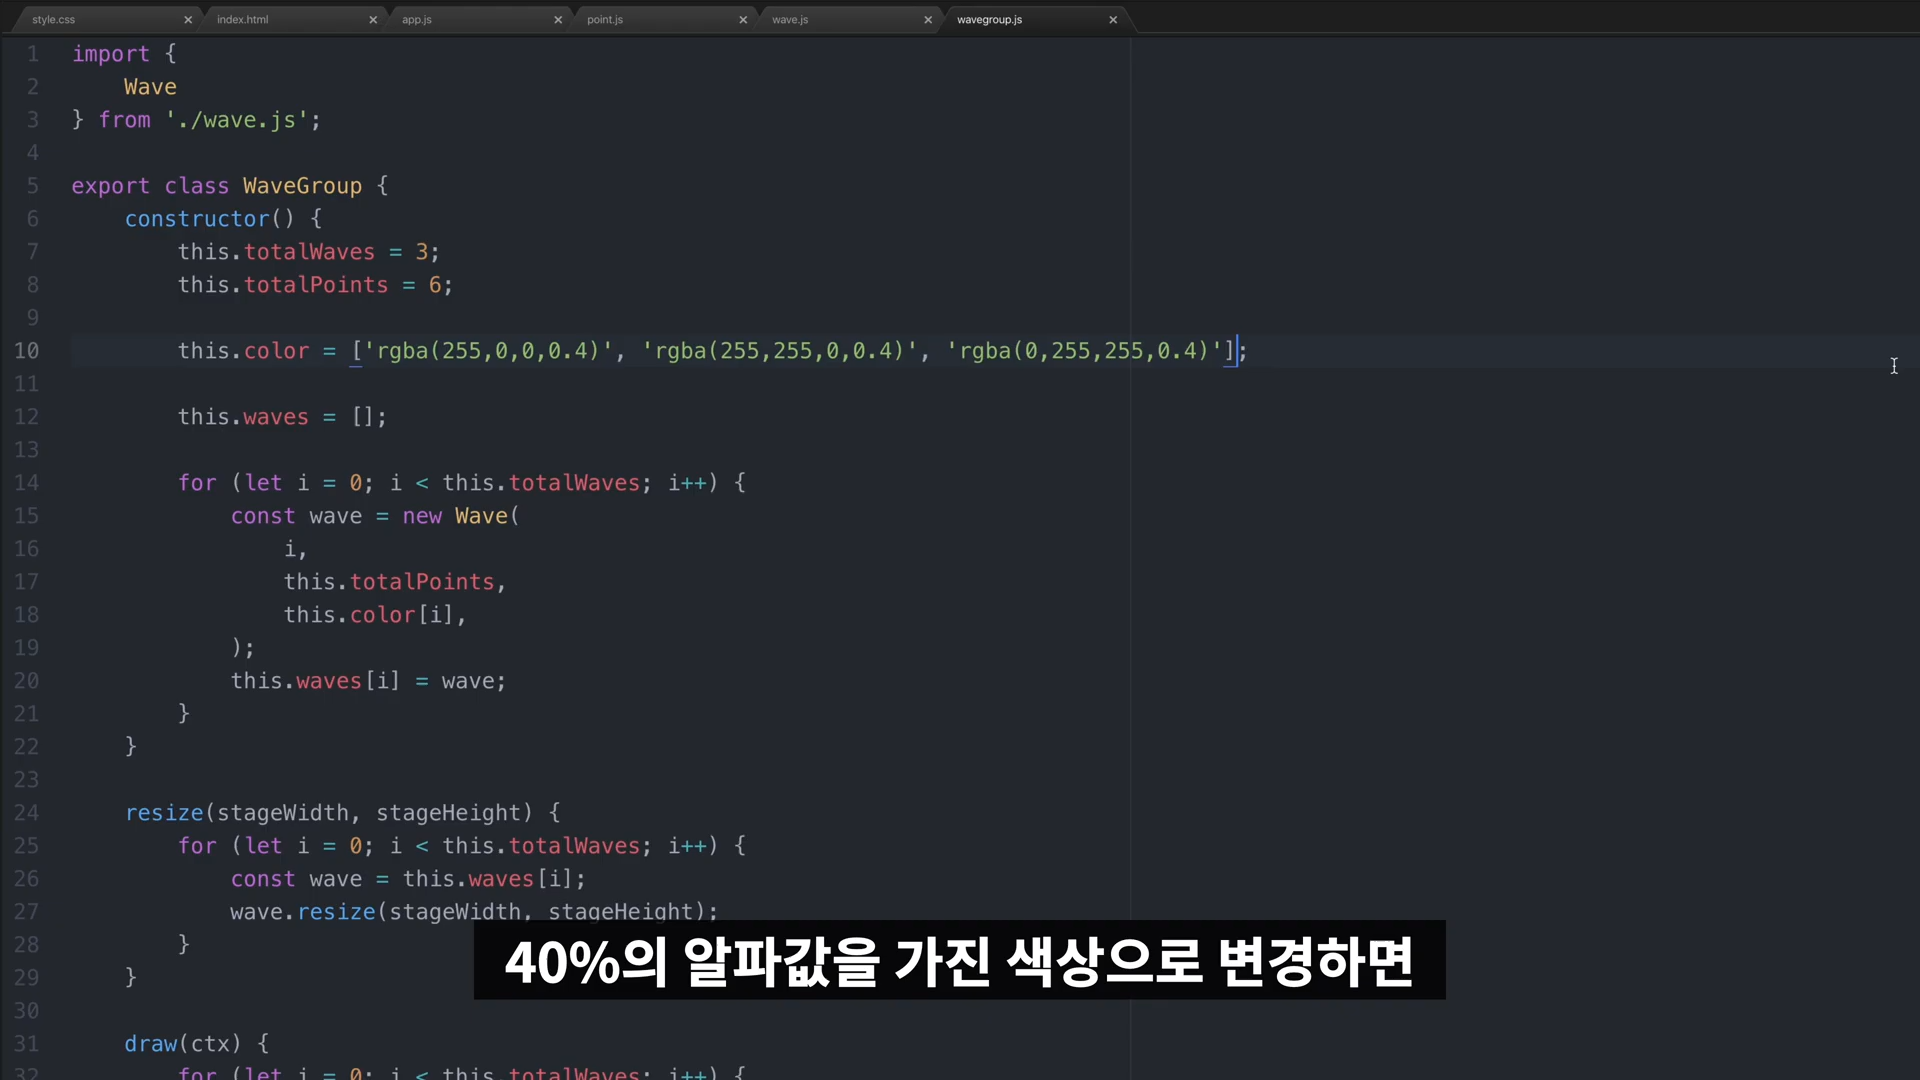 style.css × index.html × app.js × point.js × wave.js × wavegroup.js ×
1 import {
2 Wave
3 } from './wave.js';
4
5 export class WaveGroup {
6 constructor() {
7 this.totalWaves = 3;
8 this.totalPoints = 6;
9
10 this.color = ['rgba(255,0,0,0.4)', 'rgba(255,255,0,0.4)', 'rgba(0,255,255,0.4)'];
11
12 this.waves = [];
13
14 for (let i = 0; i < this.totalWaves; i++) {
15 const wave = new Wave(
16 i,
17 this.totalPoints,
18 this.color[i],
19 );
20 this.waves[i] = wave;
21 }
22 }
23
24 resize(stageWidth, stageHeight) {
25 for (let i = 0; i < this.totalWaves; i++) {
26 const wave = this.waves[i];
27 wave.resize(stageWidth, stageHeight);
28 }
29 }
30
31 draw(ctx) {
32 for (let i = 0; i < this.totalWaves; i++) {
40%의 알파값을 가진 색상으로 변경하면